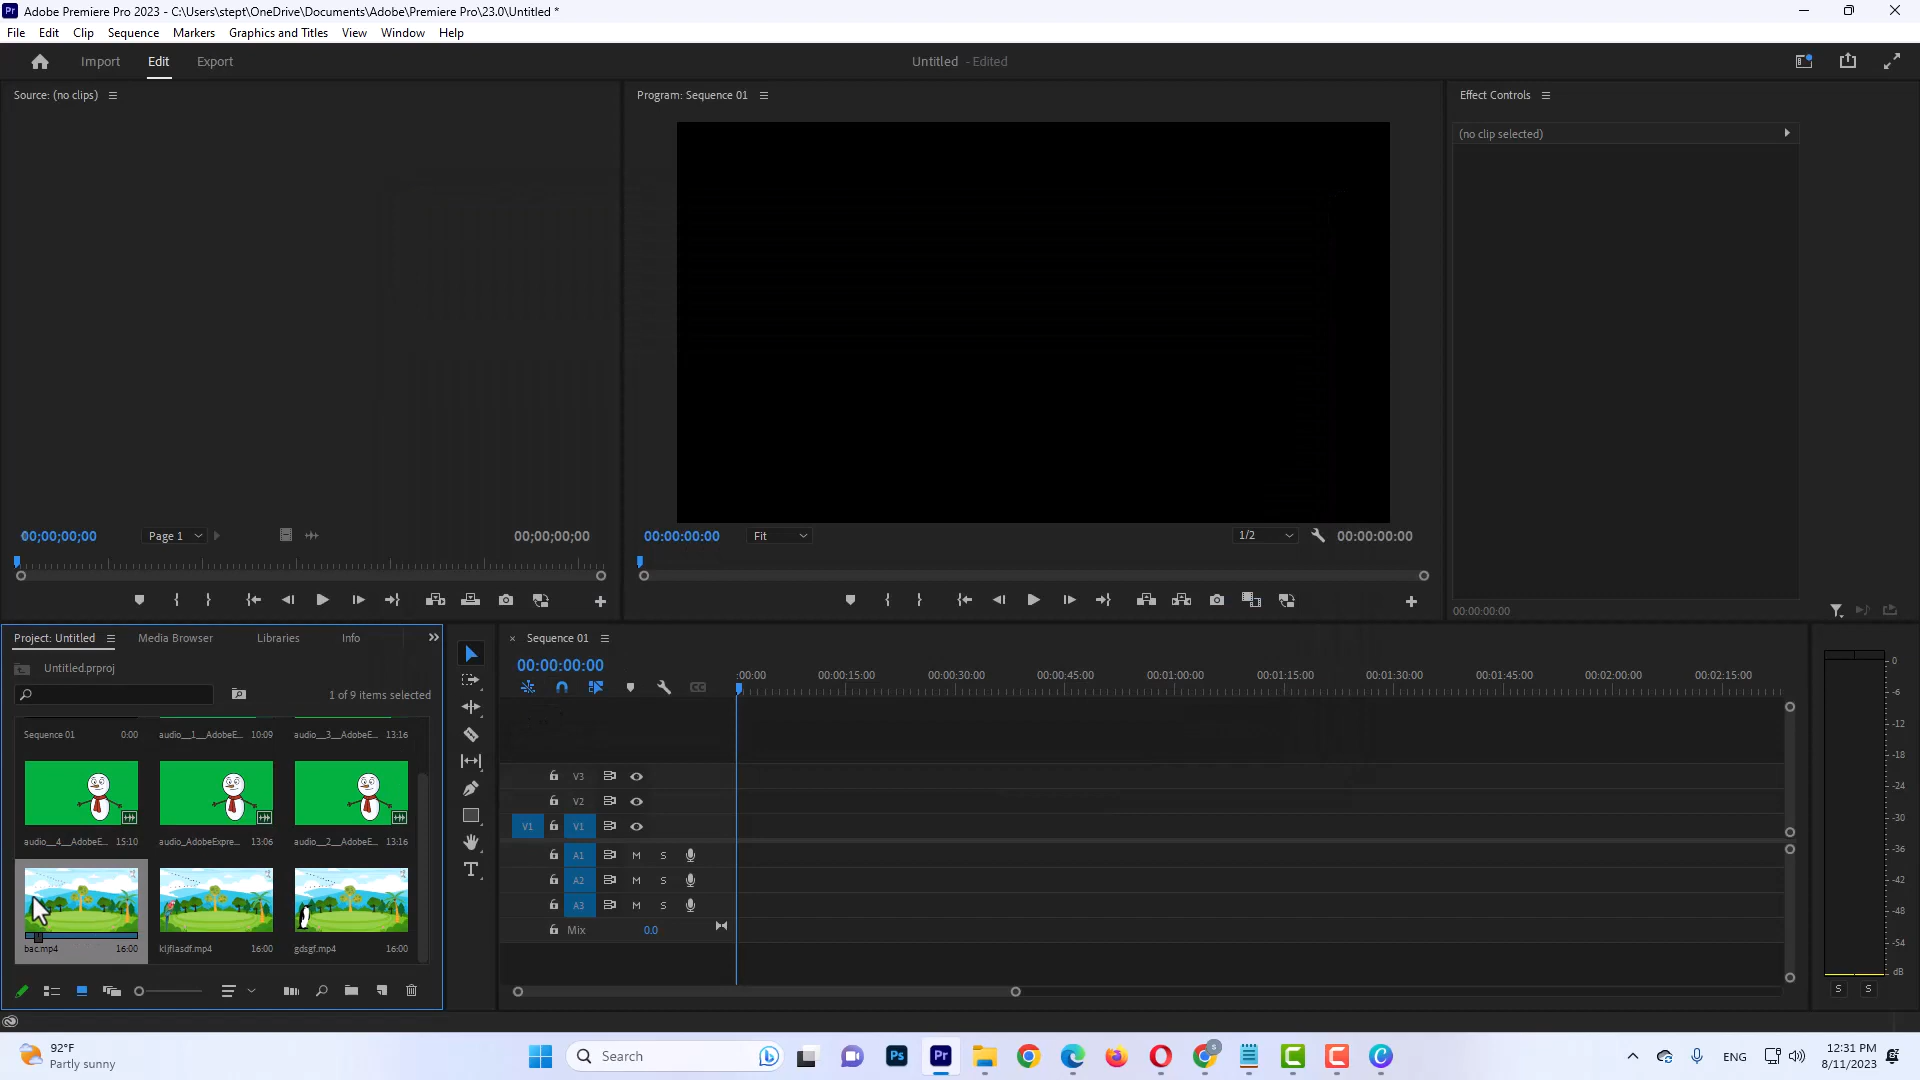 Pr Adobe Premiere Pro 2023 - C:\Users\stept\OneDrive\Documents\Adobe\Premiere Pro\23.0\Untitled *
File Edit Clip Sequence Markers Graphics and Titles View Window Help
Import Edit Export Untitled - Edited
Source: (no clips) Program: Sequence 01 Effect Controls
(no clip selected)
00;00;00;00 Page 1 00;00;00;00 00:00:00:00 Fit 1/2 00:00:00:00
00:00:00:00
Project: Untitled Media Browser Libraries Info
× Sequence 01
Untitled.prproj
00:00:00:00
1 of 9 items selected
:00:00 00:00:15:00 00:00:30:00 00:00:45:00 00:01:00:00 00:01:15:00 00:01:30:00 00:01:45:00 00:02:00:00 00:02:15:00
Sequence 01 0:00 audio__1__AdobeE... 10:09 audio__3__AdobeE... 13:16
audio__4__AdobeE... 15:10 audio_AdobeExpre... 13:06 audio__2__AdobeE... 13:16
bac.mp4 16:00 kljflasdf.mp4 16:00 gdsgf.mp4 16:00
V3
V2
V1 V1
A1 M S
A2 M S
A3 M S
Mix 0.0
0
-6
-12
-18
-24
-30
-36
-42
-48
-54
dB
S S
92°F
Partly sunny
Search
Ps Pr
S
ENG
12:31 PM
8/11/2023